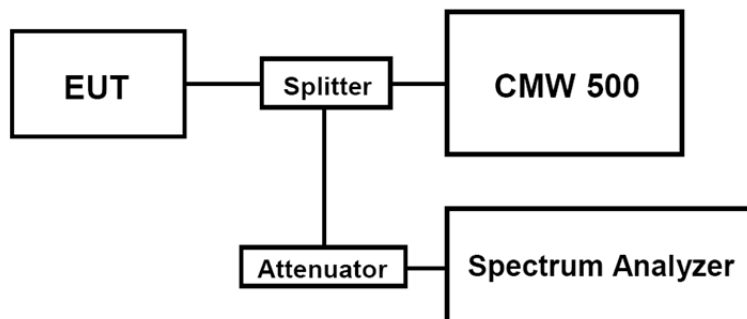 EUT
Splitter
CMW 500
Attenuator
Spectrum Analyzer